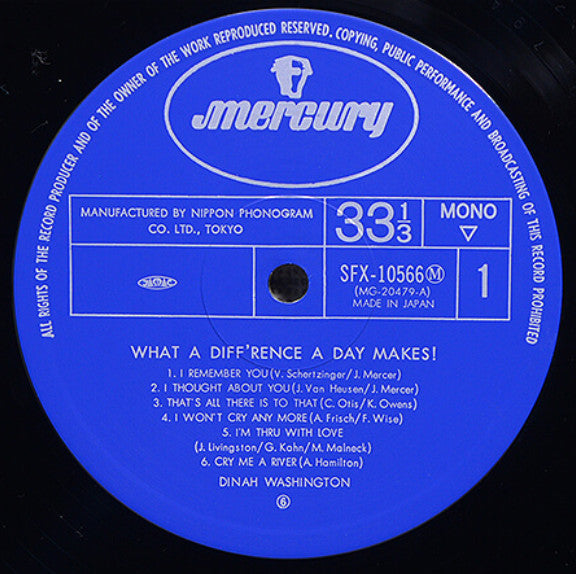 ALL RIGHTS OF THE RECORD PRODUCER AND OF THE OWNER OF THE WORK REPRODUCED RESERVED. COPYING, PUBLIC PERFORMANCE AND BROADCASTING OF THIS RECORD PROHIBITED
mercury
MANUFACTURED BY NIPPON PHONOGRAM
CO. LTD., TOKYO
33 1/3
MONO
▽
SFX-10566Ⓜ
(MG-20479-A)
MADE IN JAPAN
1
WHAT A DIFF'RENCE A DAY MAKES!
1. I REMEMBER YOU (V. Schertzinger/J. Mercer)
2. I THOUGHT ABOUT YOU (J. Van Heusen/J. Mercer)
3. THAT'S ALL THERE IS TO THAT (C. Otis/K. Owens)
4. I WON'T CRY ANY MORE (A. Frisch/F. Wise)
5. I'M THRU WITH LOVE
(J. Livingston/G. Kahn/M. Malneck)
6. CRY ME A RIVER (A. Hamilton)
DINAH WASHINGTON
⑥